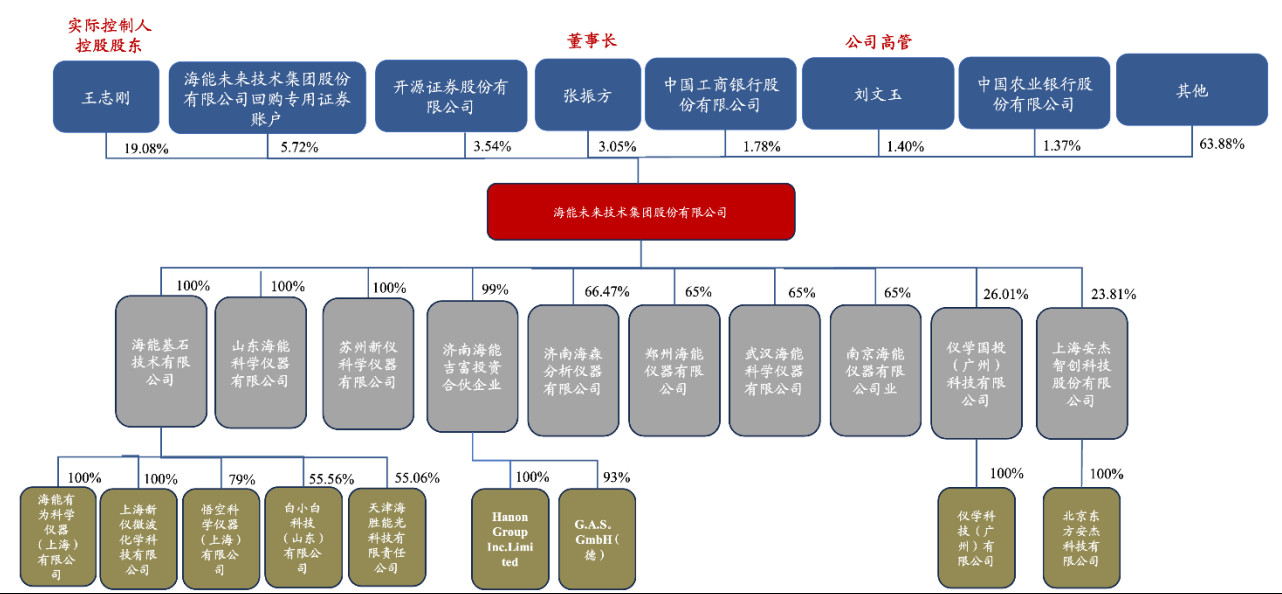 实际控制人
控股股东
董事长
公司高管
王志刚
海能未来技术集团股份
有限公司回购专用证券
账户
开源证券股份有
限公司
张振方
中国工商银行股
份有限公司
刘文玉
中国农业银行股
份有限公司
其他
19.08%
5.72%
3.54%
3.05%
1.78%
1.40%
1.37%
63.88%
海能未来技术集团股份有限公司
100%
100%
100%
99%
66.47%
65%
65%
65%
26.01%
23.81%
海能基石
技术有限
公司
山东海能
科学仪器
有限公司
苏州新仪
科学仪器
有限公司
济南海能
吉富投资
合伙企业
济南海森
分析仪器
有限公司
郑州海能
仪器有限
公司
武汉海能
科学仪器
有限公司
南京海能
仪器有限
公司业
仪学国投
（广州）
科技有限
公司
上海安杰
智创科技
股份有限
公司
100%
100%
79%
55.56%
55.06%
100%
93%
100%
100%
海能有
为科学
仪器
（上海）
有限公
司
上海新
仪微波
化学科
技有限
公司
悟空科
学仪器
（上海）
有限公
司
白小白
科技
（山东）
有限公
司
天津海
胜能光
科技有
限责任
公司
Hanon
Group
Inc.Limi
ted
G.A.S.
GmbH（
德）
仪学科
技（广
州）有
限公司
北京东
方安杰
科技有
限公司